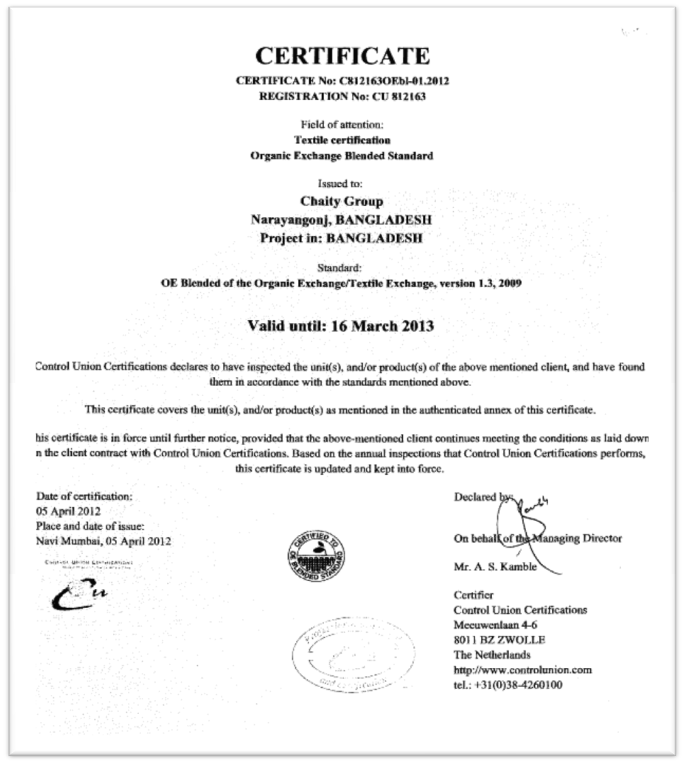 CERTIFICATE
CERTIFICATE No: C812163OEbl-01.2012
REGISTRATION No: CU 812163
Field of attention:
Textile certification
Organic Exchange Blended Standard
Issued to:
Chaity Group
Narayangonj, BANGLADESH
Project in: BANGLADESH
Standard:
OE Blended of the Organic Exchange/Textile Exchange, version 1.3, 2009
Valid until: 16 March 2013
Control Union Certifications declares to have inspected the unit(s), and/or product(s) of the above mentioned client, and have found
them in accordance with the standards mentioned above.
This certificate covers the unit(s), and/or product(s) as mentioned in the authenticated annex of this certificate.
his certificate is in force until further notice, provided that the above-mentioned client continues meeting the conditions as laid down
n the client contract with Control Union Certifications. Based on the annual inspections that Control Union Certifications performs,
this certificate is updated and kept into force.
Date of certification:
05 April 2012
Place and date of issue:
Navi Mumbai, 05 April 2012
CONTROL UNION CERTIFICATIONS
Cu
CERTIFIED TO
OE BLENDED STANDARD
and certification
Declared by:
On behalf of the Managing Director
Mr. A. S. Kamble
Certifier
Control Union Certifications
Meeuwenlaan 4-6
8011 BZ ZWOLLE
The Netherlands
http://www.controlunion.com
tel.: +31(0)38-4260100